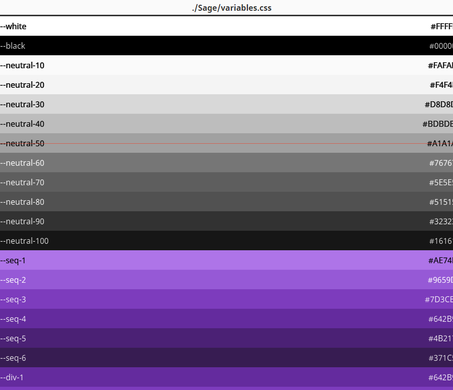 ./Sage/variables.css
--white #FFFF
--black #0000
--neutral-10 #FAFA
--neutral-20 #F4F4
--neutral-30 #D8D8D
--neutral-40 #BDBDB
--neutral-50 #A1A1
--neutral-60 #7676
--neutral-70 #5E5E
--neutral-80 #5151
--neutral-90 #3232
--neutral-100 #1616
--seq-1 #AE74
--seq-2 #9659
--seq-3 #7D3C
--seq-4 #642B
--seq-5 #4B21
--seq-6 #371C
--div-1 #642B